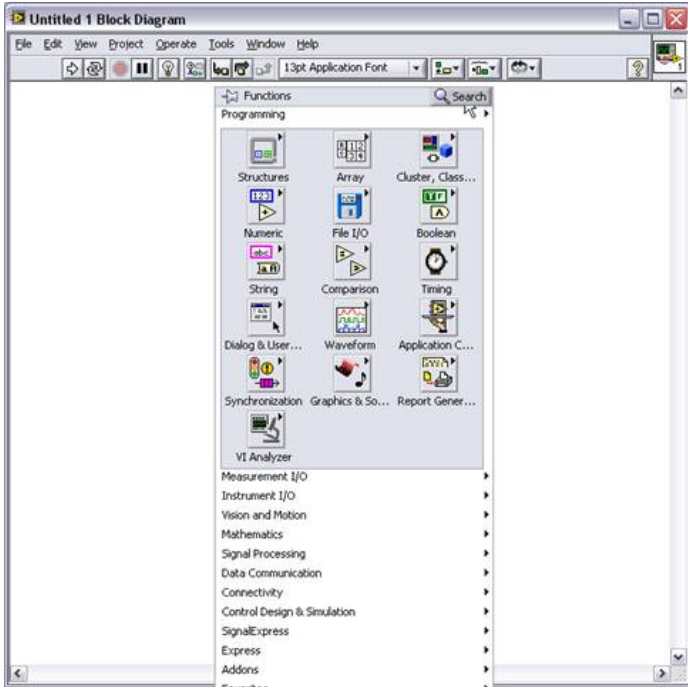 Untitled 1 Block Diagram
File Edit View Project Operate Tools Window Help
13pt Application Font
1
Functions Search
Programming
Structures Array Cluster, Class...
Numeric File I/O Boolean
String Comparison Timing
Dialog & User... Waveform Application C...
Synchronization Graphics & So... Report Gener...
VI Analyzer
Measurement I/O
Instrument I/O
Vision and Motion
Mathematics
Signal Processing
Data Communication
Connectivity
Control Design & Simulation
SignalExpress
Express
Addons